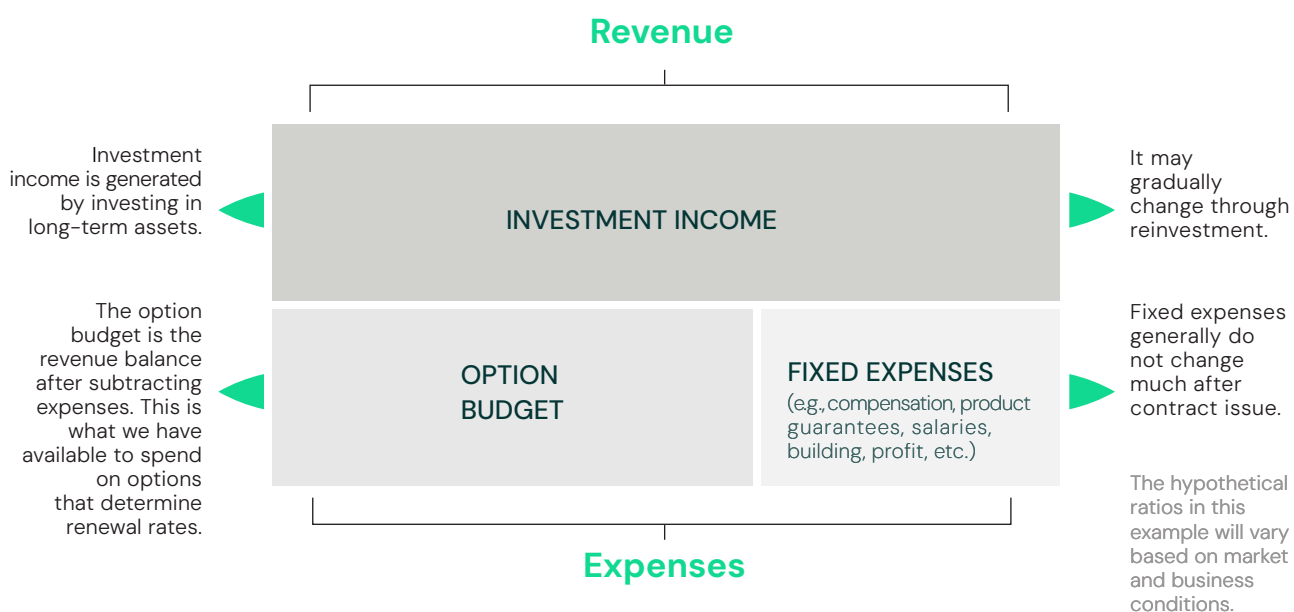 Revenue
Investment
income is generated
by investing in
long-term assets.
INVESTMENT INCOME
It may
gradually
change through
reinvestment.
The option
budget is the
revenue balance
after subtracting
expenses. This is
what we have
available to spend
on options
that determine
renewal rates.
OPTION
BUDGET
FIXED EXPENSES
(e.g., compensation, product
guarantees, salaries,
building, profit, etc.)
Fixed expenses
generally do
not change
much after
contract issue.
The hypothetical
ratios in this
example will vary
based on market
and business
conditions.
Expenses